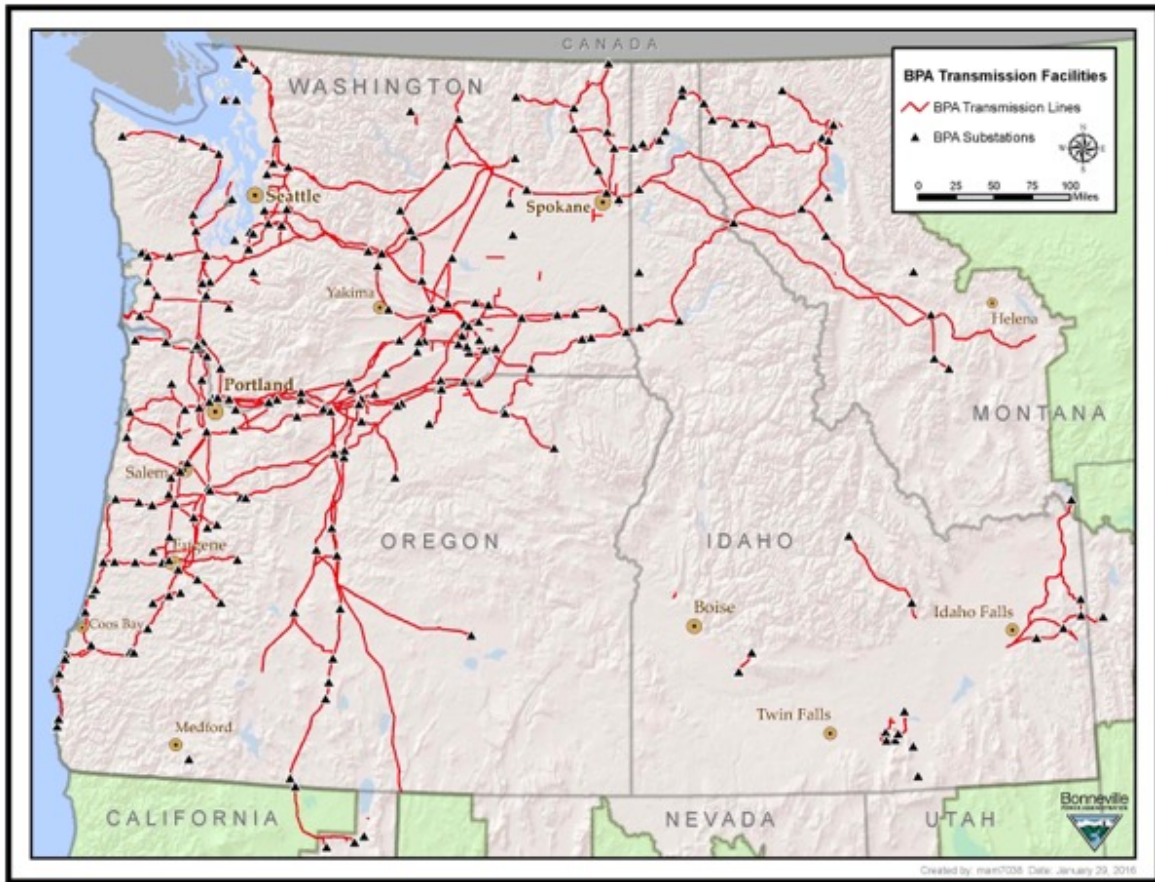 CANADA
WASHINGTON
BPA Transmission Facilities
BPA Transmission Lines
BPA Substations
N
W E
S
0 25 50 75 100
Miles
Seattle
Spokane
Yakima
Helena
Portland
MONTANA
Salem
OREGON
IDAHO
Eugene
Boise
Idaho Falls
Coos Bay
Twin Falls
Medford
CALIFORNIA
NEVADA
UTAH
Bonneville
POWER ADMINISTRATION
Created by: mam7038 Date: January 29, 2016